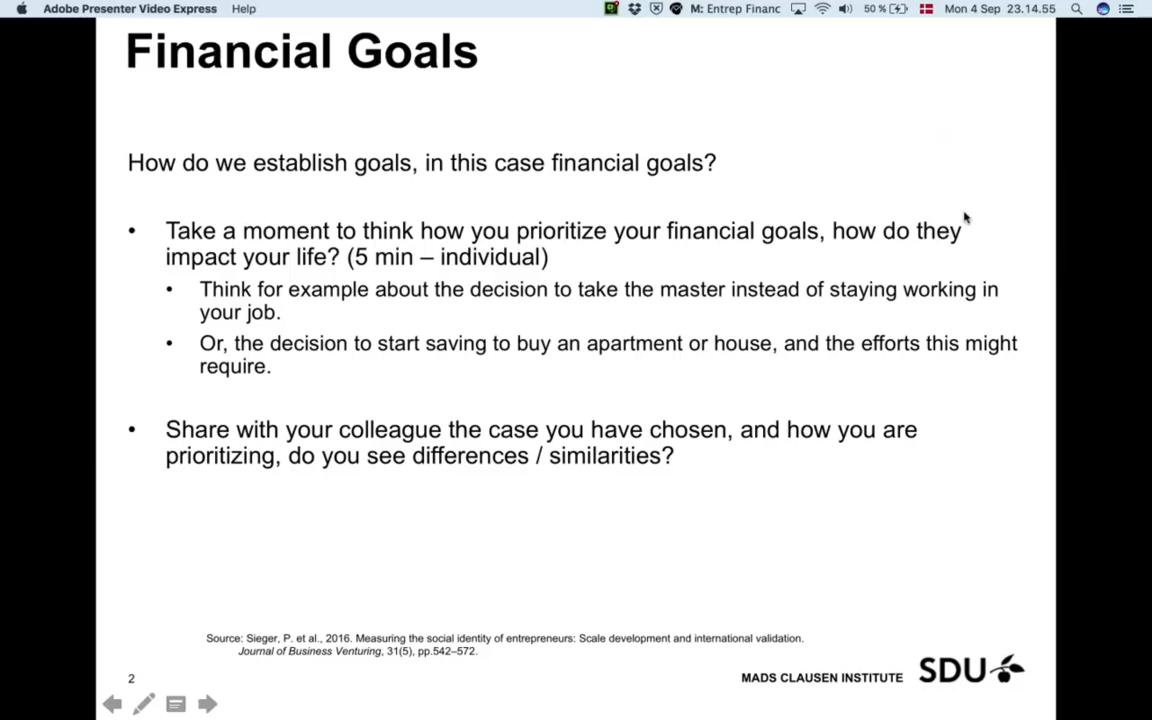 Adobe Presenter Video Express Help M: Entrep Financ 50 % Mon 4 Sep 23.14.55
Financial Goals
How do we establish goals, in this case financial goals?
• Take a moment to think how you prioritize your financial goals, how do they
impact your life? (5 min – individual)
• Think for example about the decision to take the master instead of staying working in
your job.
• Or, the decision to start saving to buy an apartment or house, and the efforts this might
require.
• Share with your colleague the case you have chosen, and how you are
prioritizing, do you see differences / similarities?
Source: Sieger, P. et al., 2016. Measuring the social identity of entrepreneurs: Scale development and international validation.
Journal of Business Venturing, 31(5), pp.542–572.
2
MADS CLAUSEN INSTITUTE SDU